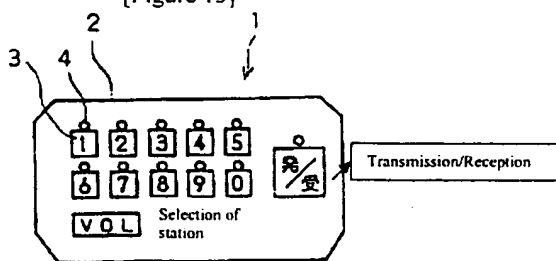 [Figure 15}
1
2
3 4
1 2 3 4 5
6 7 8 9 0
発/受
Transmission/Reception
VOL
Selection of
station